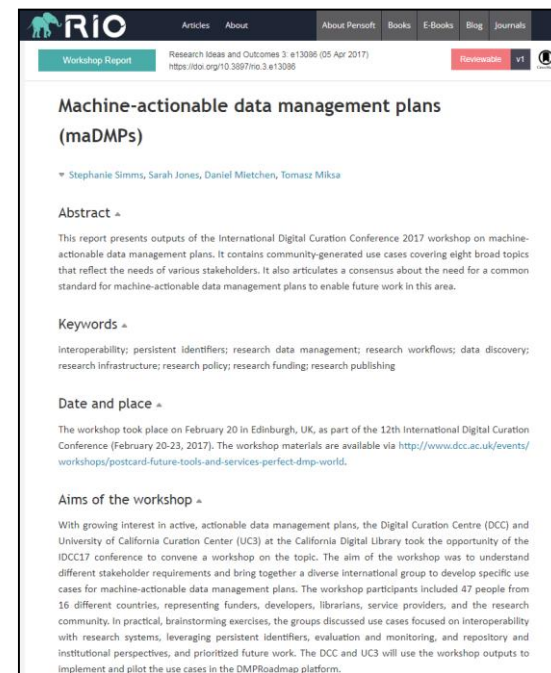 RIO
Articles About About Pensoft Books E-Books Blog Journals
Workshop Report
Research Ideas and Outcomes 3: e13086 (05 Apr 2017)
https://doi.org/10.3897/rio.3.e13086
Reviewable v1
Machine-actionable data management plans
(maDMPs)
Stephanie Simms, Sarah Jones, Daniel Mietchen, Tomasz Miksa
Abstract
This report presents outputs of the International Digital Curation Conference 2017 workshop on machine-
actionable data management plans. It contains community-generated use cases covering eight broad topics
that reflect the needs of various stakeholders. It also articulates a consensus about the need for a common
standard for machine-actionable data management plans to enable future work in this area.
Keywords
interoperability; persistent identifiers; research data management; research workflows; data discovery;
research infrastructure; research policy; research funding; research publishing
Date and place
The workshop took place on February 20 in Edinburgh, UK, as part of the 12th International Digital Curation
Conference (February 20-23, 2017). The workshop materials are available via http://www.dcc.ac.uk/events/
workshops/postcard-future-tools-and-services-perfect-dmp-world.
Aims of the workshop
With growing interest in active, actionable data management plans, the Digital Curation Centre (DCC) and
University of California Curation Center (UC3) at the California Digital Library took the opportunity of the
IDCC17 conference to convene a workshop on the topic. The aim of the workshop was to understand
different stakeholder requirements and bring together a diverse international group to develop specific use
cases for machine-actionable data management plans. The workshop participants included 47 people from
16 different countries, representing funders, developers, librarians, service providers, and the research
community. In practical, brainstorming exercises, the groups discussed use cases focused on interoperability
with research systems, leveraging persistent identifiers, evaluation and monitoring, and repository and
institutional perspectives, and prioritized future work. The DCC and UC3 will use the workshop outputs to
implement and pilot the use cases in the DMPRoadmap platform.